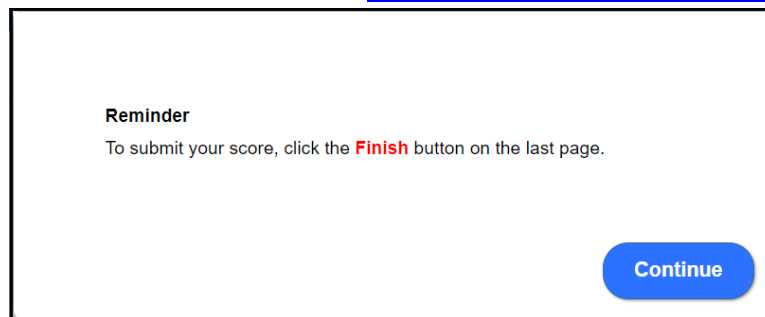 Reminder
To submit your score, click the Finish button on the last page.
Continue